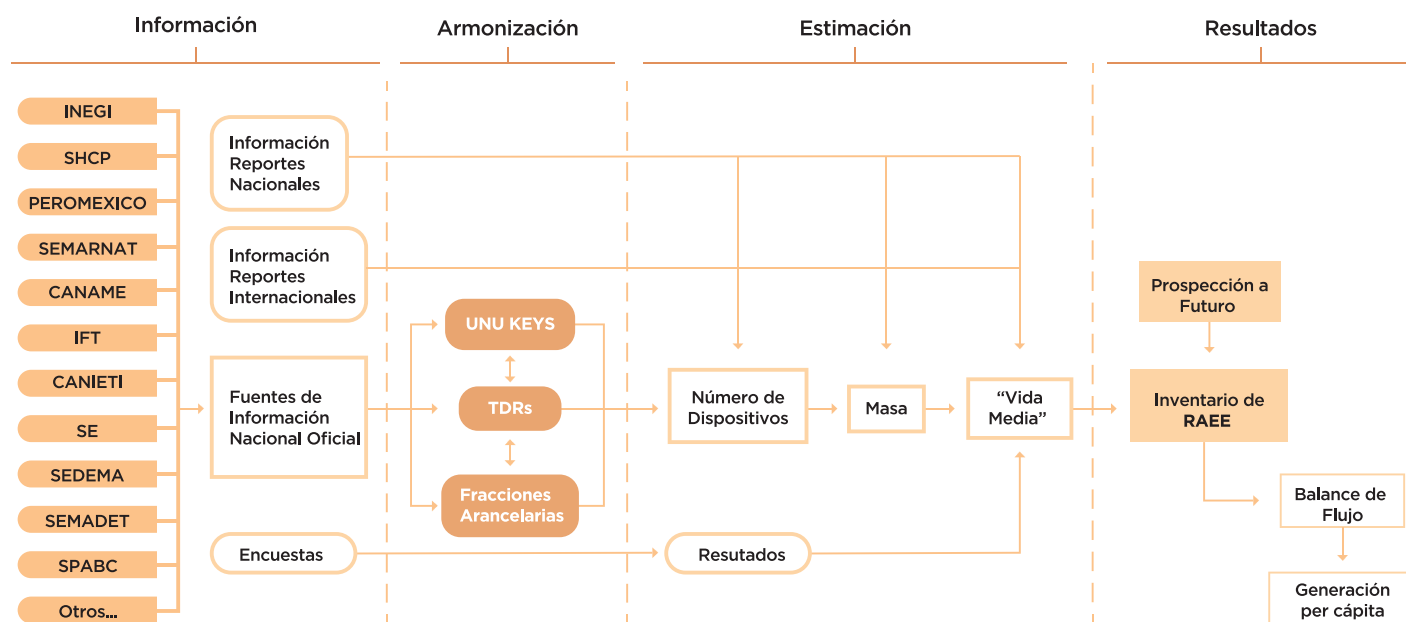 Información
Armonización
Estimación
Resultados
INEGI
SHCP
PEROMEXICO
SEMARNAT
CANAME
IFT
CANIETI
SE
SEDEMA
SEMADET
SPABC
Otros...
Información
Reportes
Nacionales
Información
Reportes
Internacionales
Fuentes de
Información
Nacional Oficial
Encuestas
UNU KEYS
TDRs
Fracciones
Arancelarias
Número de
Dispositivos
Masa
“Vida
Media”
Resutados
Prospección a
Futuro
Inventario de
RAEE
Balance de
Flujo
Generación
per cápita